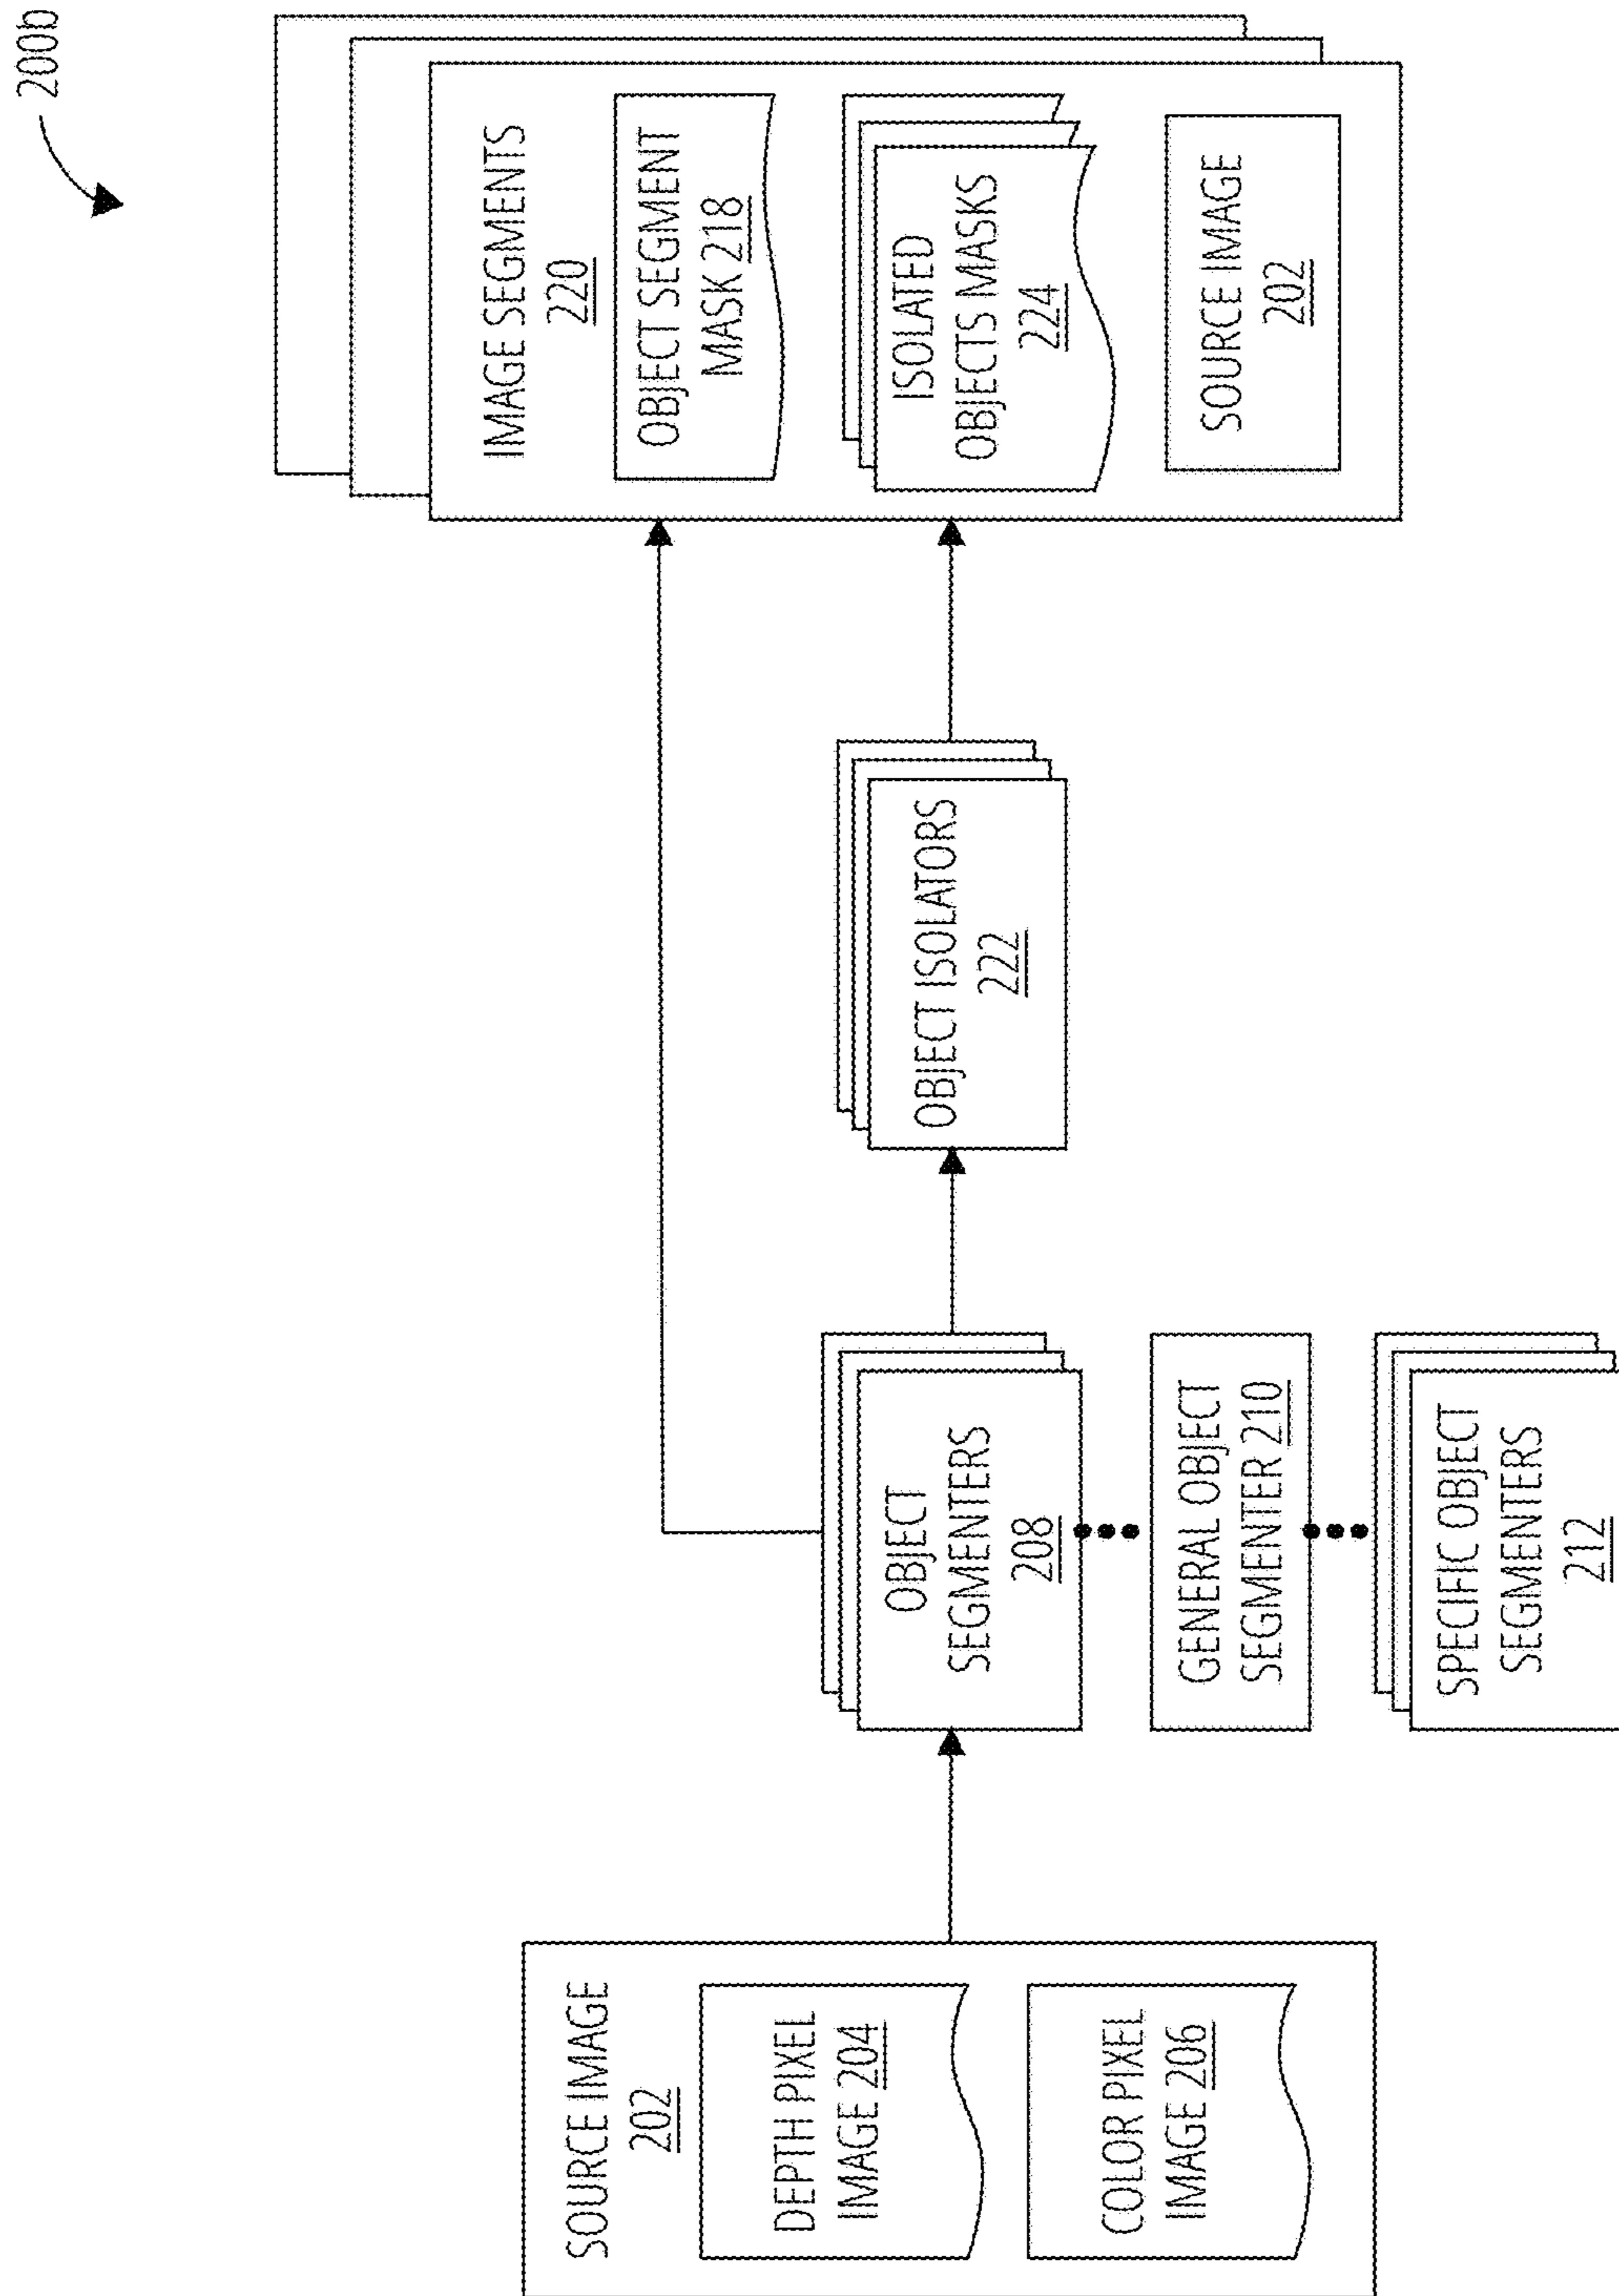 200b
SOURCE IMAGE
202
DEPTH PIXEL
IMAGE 204
COLOR PIXEL
IMAGE 206
OBJECT
SEGMENTERS
208
GENERAL OBJECT
SEGMENTER 210
SPECIFIC OBJECT
SEGMENTERS
212
OBJECT ISOLATORS
222
IMAGE SEGMENTS
220
OBJECT SEGMENT
MASK 218
ISOLATED
OBJECTS MASKS
224
SOURCE IMAGE
202